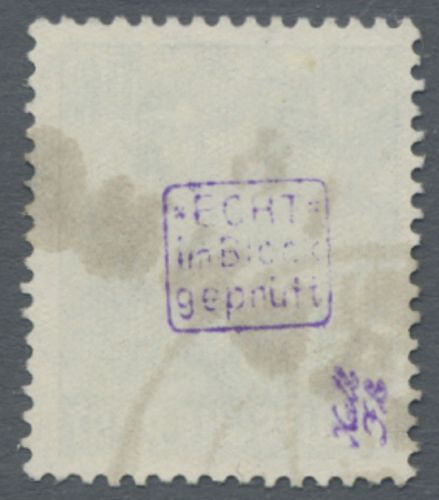 *ECHT*
im Block
geprüft